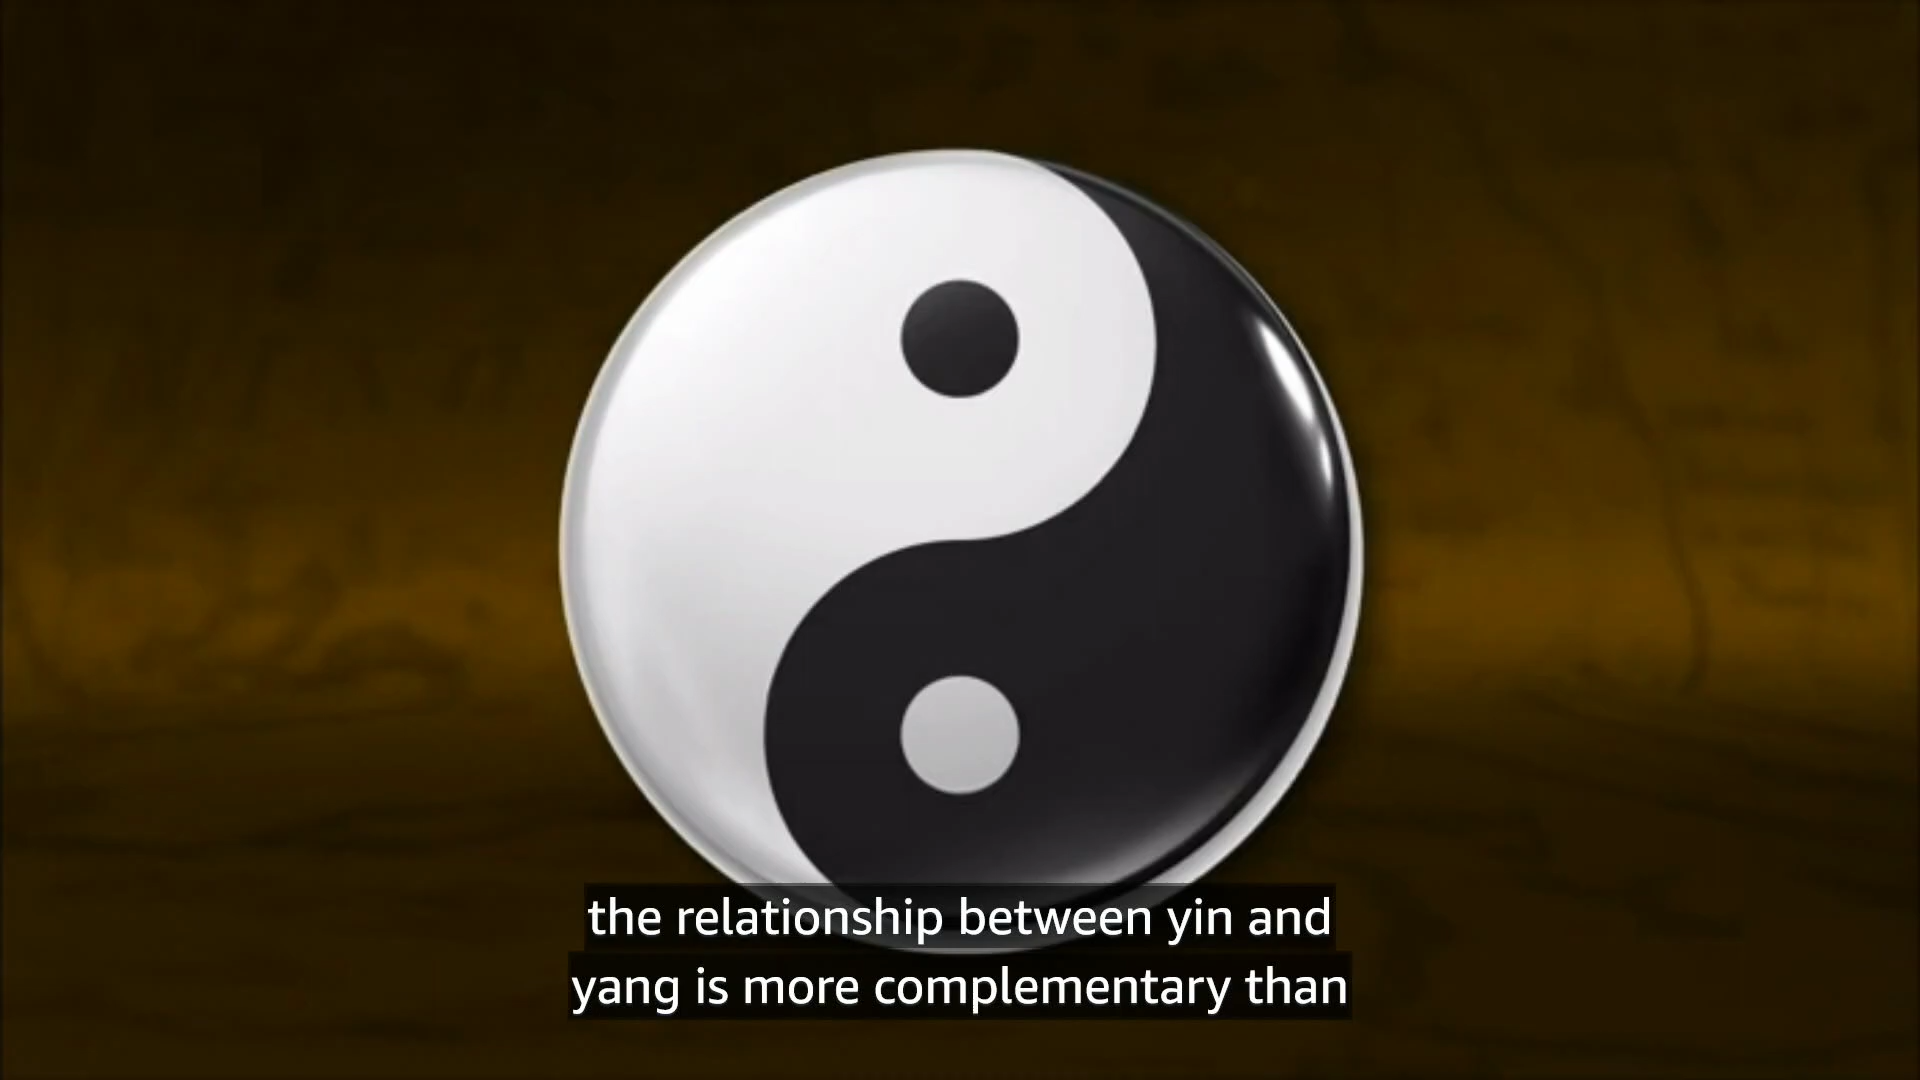 the relationship between yin and
yang is more complementary than